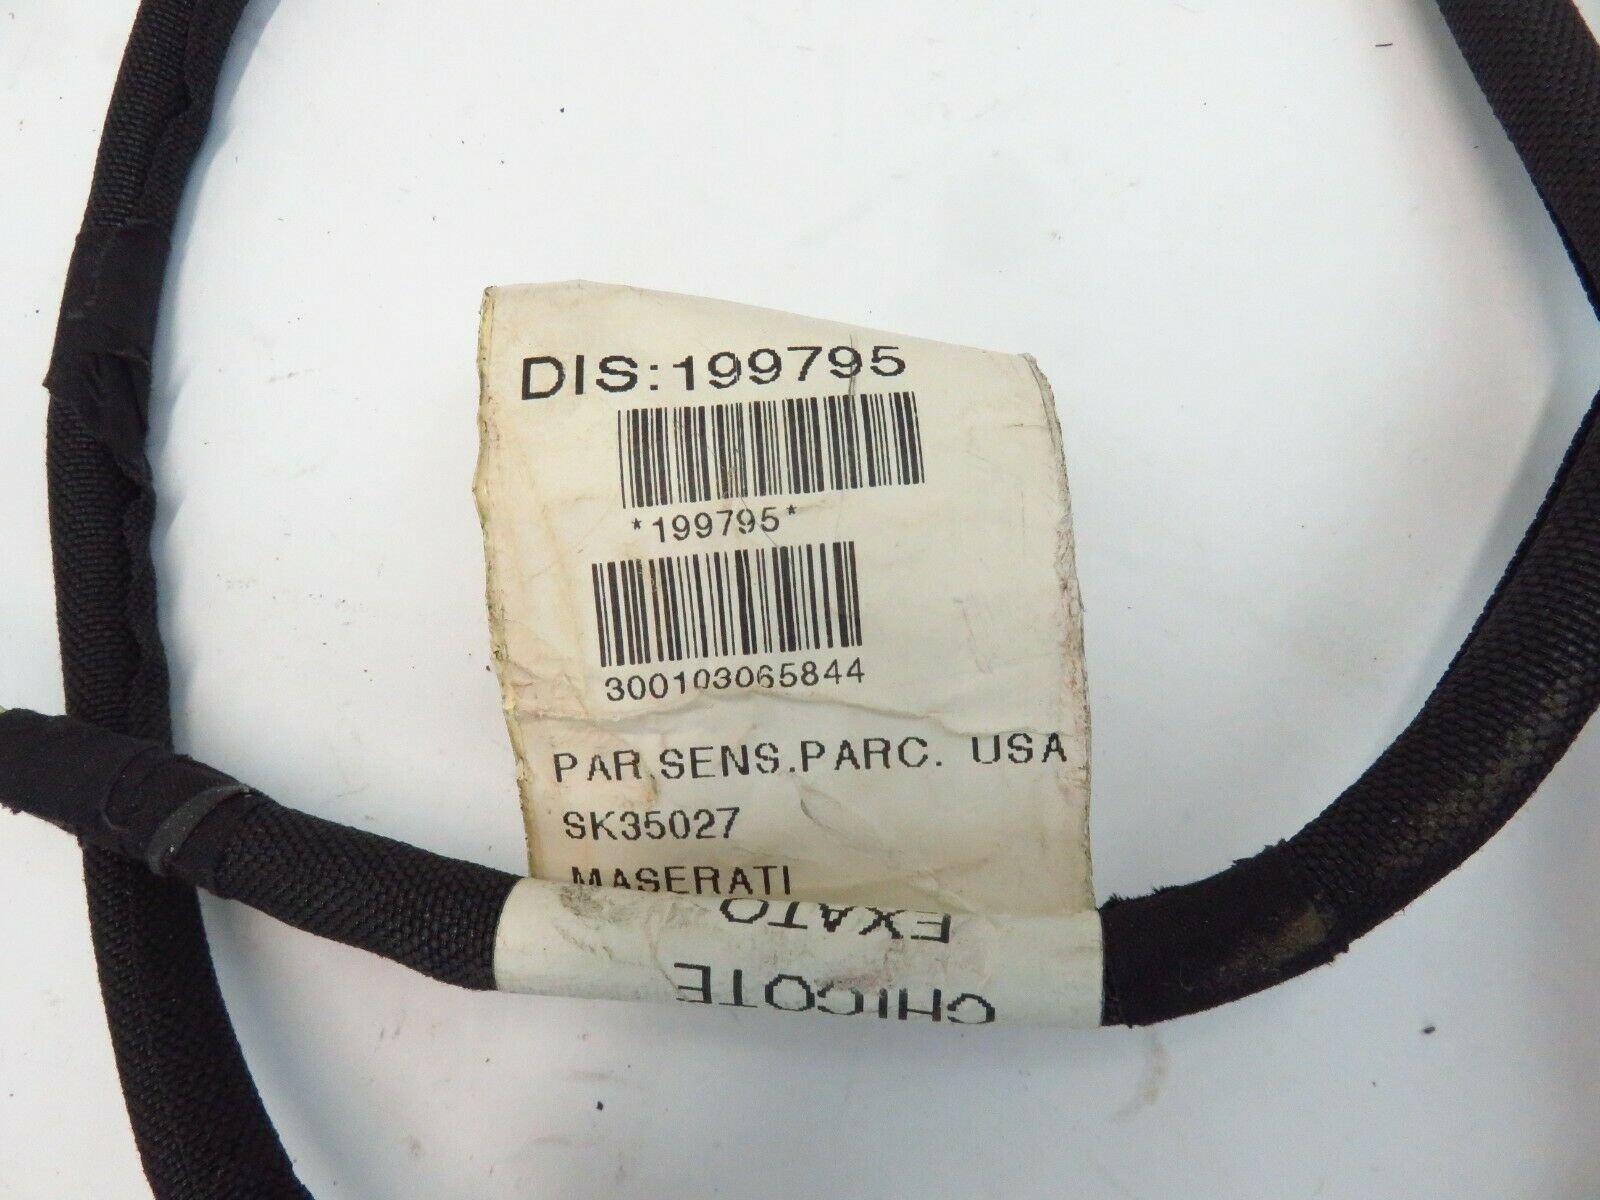 DIS:199795
*199795*
300103065844
PAR.SENS.PARC. USA
SK35027
MASERATI
EXATO
CHICOTE